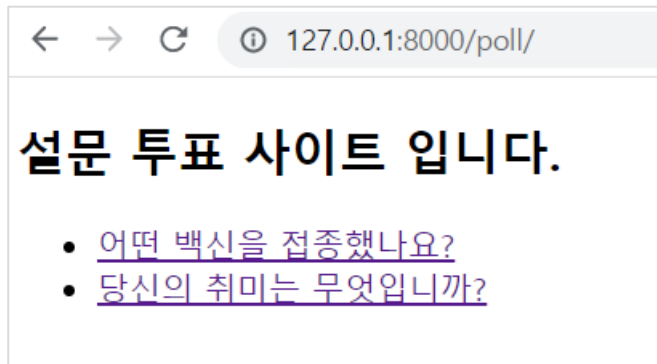 127.0.0.1:8000/poll/
설문 투표 사이트 입니다.
어떤 백신을 접종했나요?
당신의 취미는 무엇입니까?